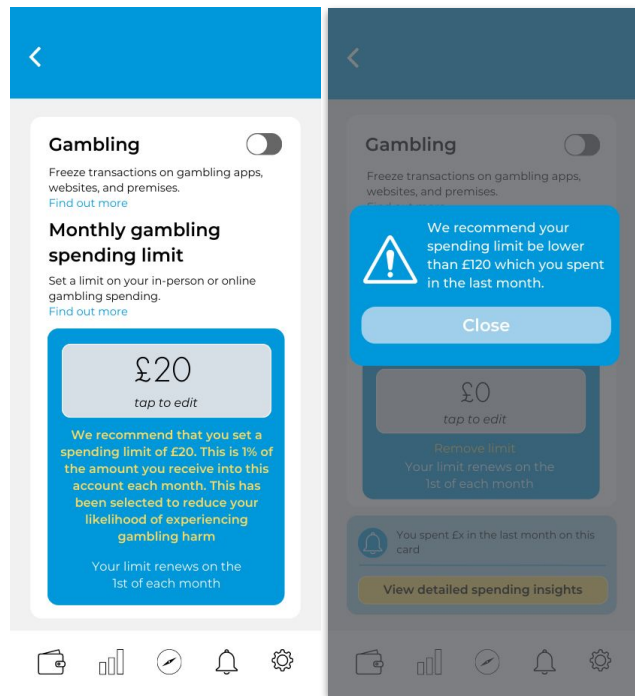 Gambling
Freeze transactions on gambling apps,
websites, and premises.
Find out more
Monthly gambling
spending limit
Set a limit on your in-person or online
gambling spending.
Find out more
£20
tap to edit
We recommend that you set a
spending limit of £20. This is 1% of
the amount you receive into this
account each month. This has
been selected to reduce your
likelihood of experiencing
gambling harm
Your limit renews on the
1st of each month
Gambling
Freeze transactions on gambling apps,
websites, and premises.
We recommend your
spending limit be lower
than £120 which you spent
in the last month.
Close
£0
tap to edit
Remove limit
Your limit renews on the
1st of each month
You spent £x in the last month on this
card
View detailed spending insights